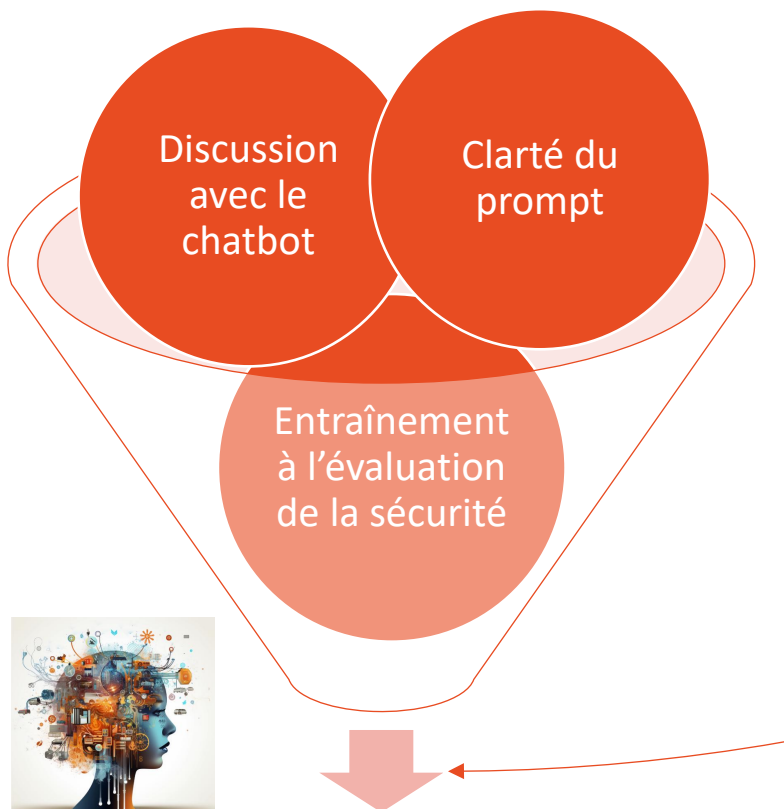 Discussion
avec le
chatbot
Clarté du
prompt
Entraînement
à l’évaluation
de la sécurité